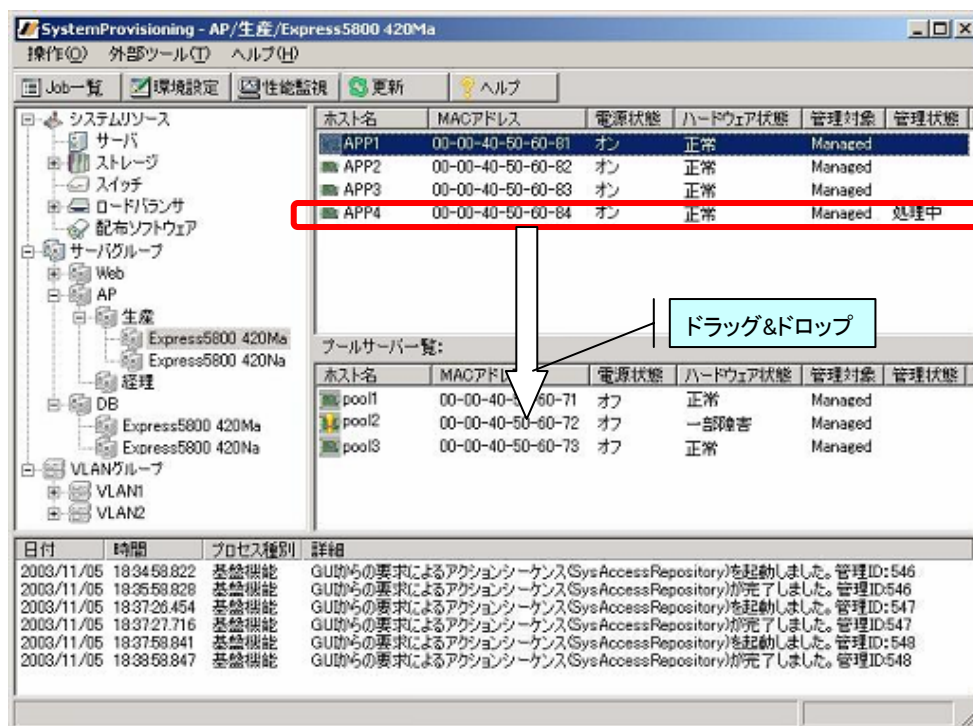 SystemProvisioning - AP/生産/Express5800 420Ma
操作(O) 外部ツール(T) ヘルプ(H)
Job一覧 環境設定 性能監視 更新 ヘルプ
システムリソース
サーバ
ストレージ
スイッチ
ロードバランサ
配布ソフトウェア
サーバグループ
Web
AP
生産
Express5800 420Ma
Express5800 420Na
経理
DB
Express5800 420Ma
Express5800 420Na
VLANグループ
VLAN1
VLAN2
ホスト名 MACアドレス 電源状態 ハードウェア状態 管理対象 管理状態
APP1 00-00-40-50-60-81 オン 正常 Managed
APP2 00-00-40-50-60-82 オン 正常 Managed
APP3 00-00-40-50-60-83 オン 正常 Managed
APP4 00-00-40-50-60-84 オン 正常 Managed 処理中
ドラッグ&ドロップ
プールサーバー一覧:
ホスト名 MACアドレス 電源状態 ハードウェア状態 管理対象 管理状態
pool1 00-00-40-50-60-71 オフ 正常 Managed
pool2 00-00-40-50-60-72 オフ 一部障害 Managed
pool3 00-00-40-50-60-73 オフ 正常 Managed
日付 時間 プロセス種別 詳細
2003/11/05 18:34:58.822 基盤機能 GUIからの要求によるアクションシーケンス(SysAccessRepository)を起動しました。管理ID:546
2003/11/05 18:35:58.828 基盤機能 GUIからの要求によるアクションシーケンス(SysAccessRepository)が完了しました。管理ID:546
2003/11/05 18:37:26.454 基盤機能 GUIからの要求によるアクションシーケンス(SysAccessRepository)を起動しました。管理ID:547
2003/11/05 18:37:27.716 基盤機能 GUIからの要求によるアクションシーケンス(SysAccessRepository)が完了しました。管理ID:547
2003/11/05 18:37:58.841 基盤機能 GUIからの要求によるアクションシーケンス(SysAccessRepository)を起動しました。管理ID:548
2003/11/05 18:38:58.847 基盤機能 GUIからの要求によるアクションシーケンス(SysAccessRepository)が完了しました。管理ID:548